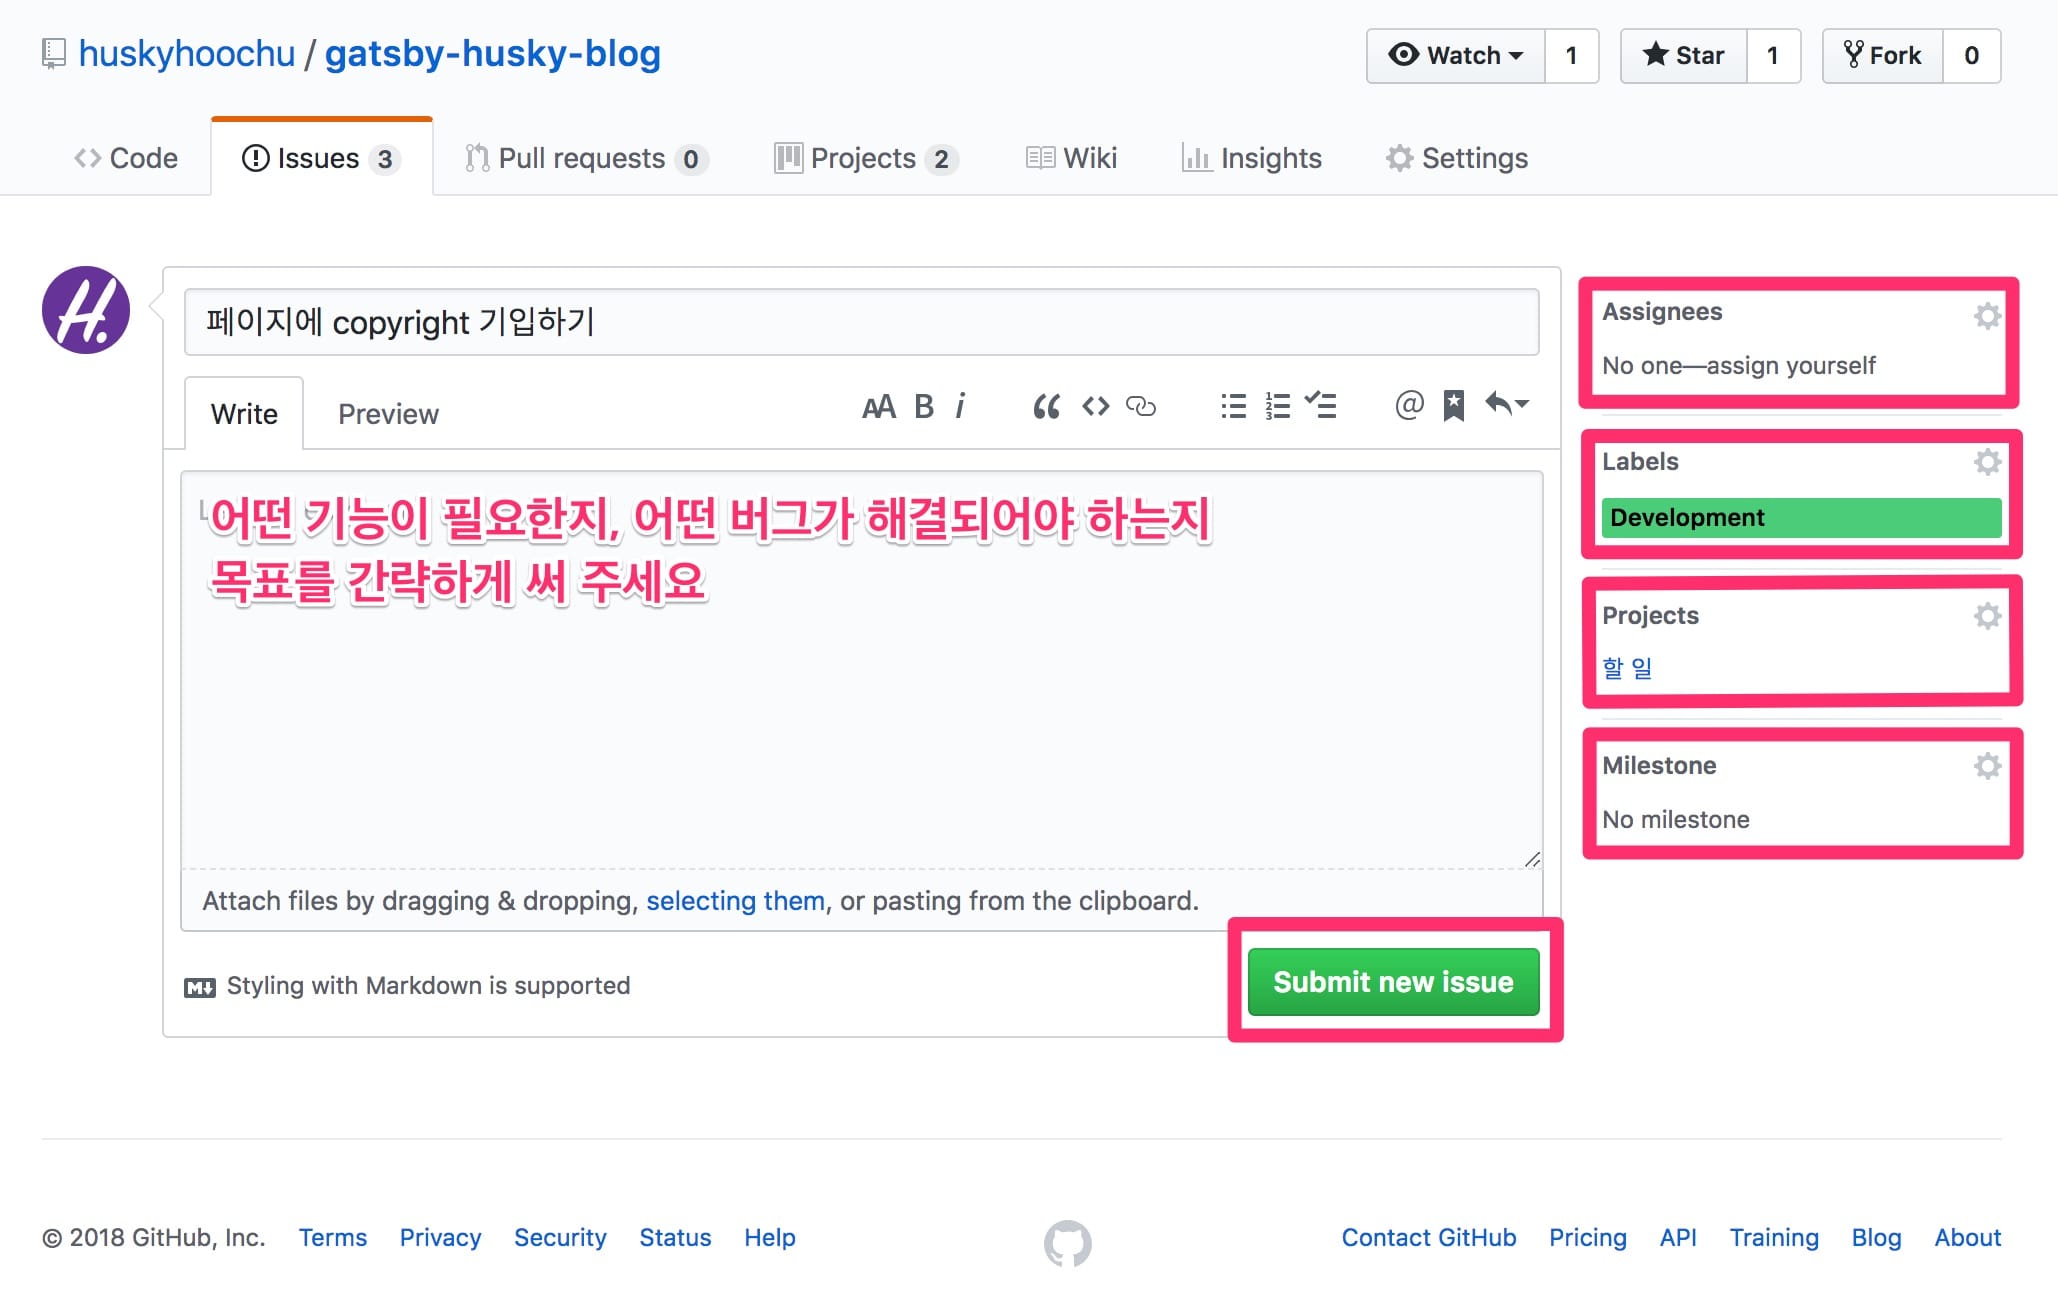 huskyhoochu / gatsby-husky-blog
Watch 1
Star 1
Fork 0
Code
Issues 3
Pull requests 0
Projects 2
Wiki
Insights
Settings
H.
페이지에 copyright 기입하기
Write
Preview
AA B i
어떤 기능이 필요한지, 어떤 버그가 해결되어야 하는지
목표를 간략하게 써 주세요
Attach files by dragging & dropping, selecting them, or pasting from the clipboard.
Styling with Markdown is supported
Submit new issue
Assignees
No one—assign yourself
Labels
Development
Projects
할 일
Milestone
No milestone
© 2018 GitHub, Inc. Terms Privacy Security Status Help
Contact GitHub Pricing API Training Blog About